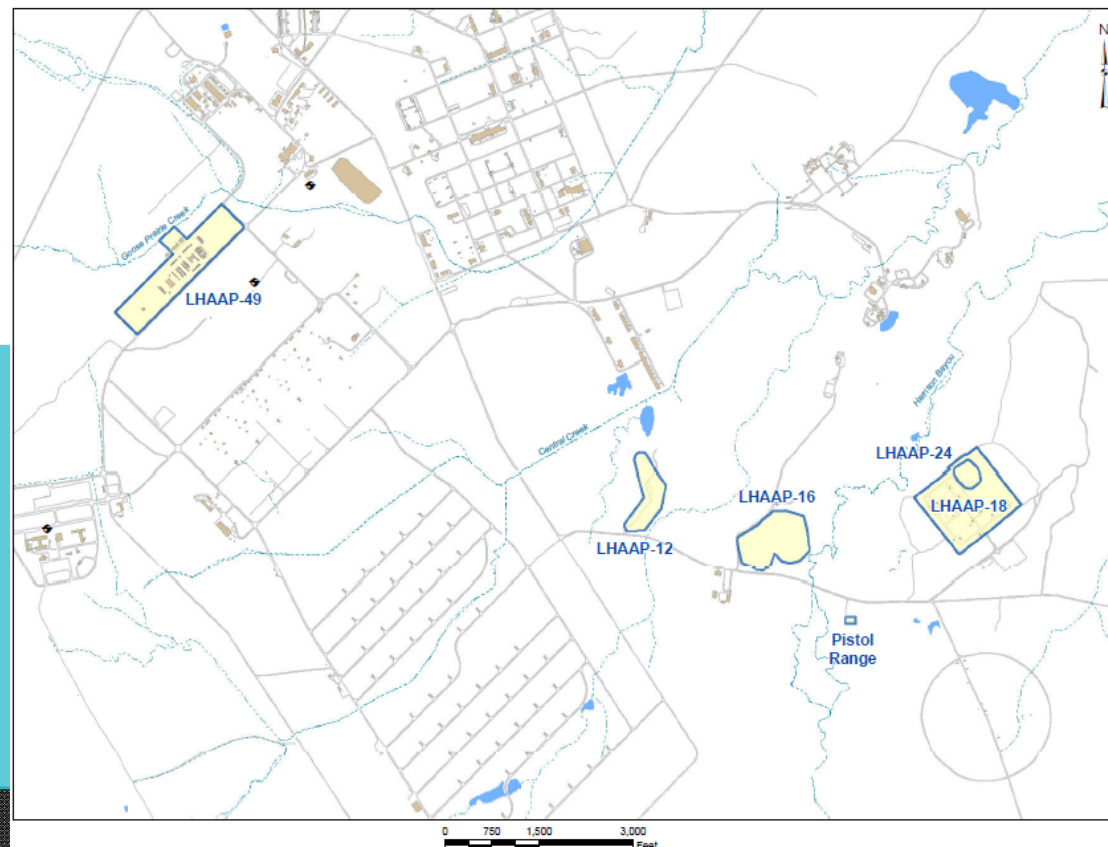 N
Goose Prairie Creek
LHAAP-49
Harrison Bayou
Central Creek
LHAAP-24
LHAAP-16
LHAAP-18
LHAAP-12
Pistol
Range
0 750 1,500 3,000
Feet